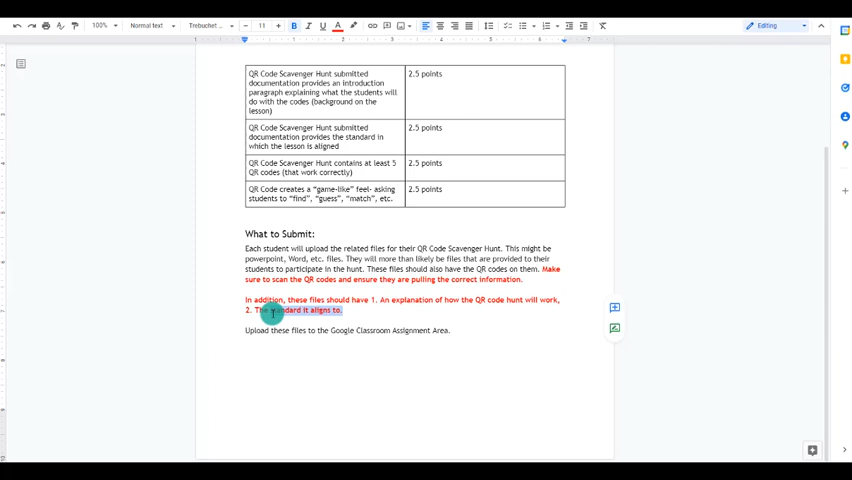 100%
Normal text
Trebuchet ...
11
B I U A
Editing
QR Code Scavenger Hunt submitted
documentation provides an introduction
paragraph explaining what the students will
do with the codes (background on the
lesson)
2.5 points
QR Code Scavenger Hunt submitted
documentation provides the standard in
which the lesson is aligned
2.5 points
QR Code Scavenger Hunt contains at least 5
QR codes (that work correctly)
2.5 points
QR Code creates a “game-like” feel- asking
students to “find”, “guess”, “match”, etc.
2.5 points
What to Submit:
Each student will upload the related files for their QR Code Scavenger Hunt. This might be
powerpoint, Word, etc. files. They will more than likely be files that are provided to their
students to participate in the hunt. These files should also have the QR codes on them. Make
sure to scan the QR codes and ensure they are pulling the correct information.
In addition, these files should have 1. An explanation of how the QR code hunt will work,
2. The standard it aligns to.
Upload these files to the Google Classroom Assignment Area.